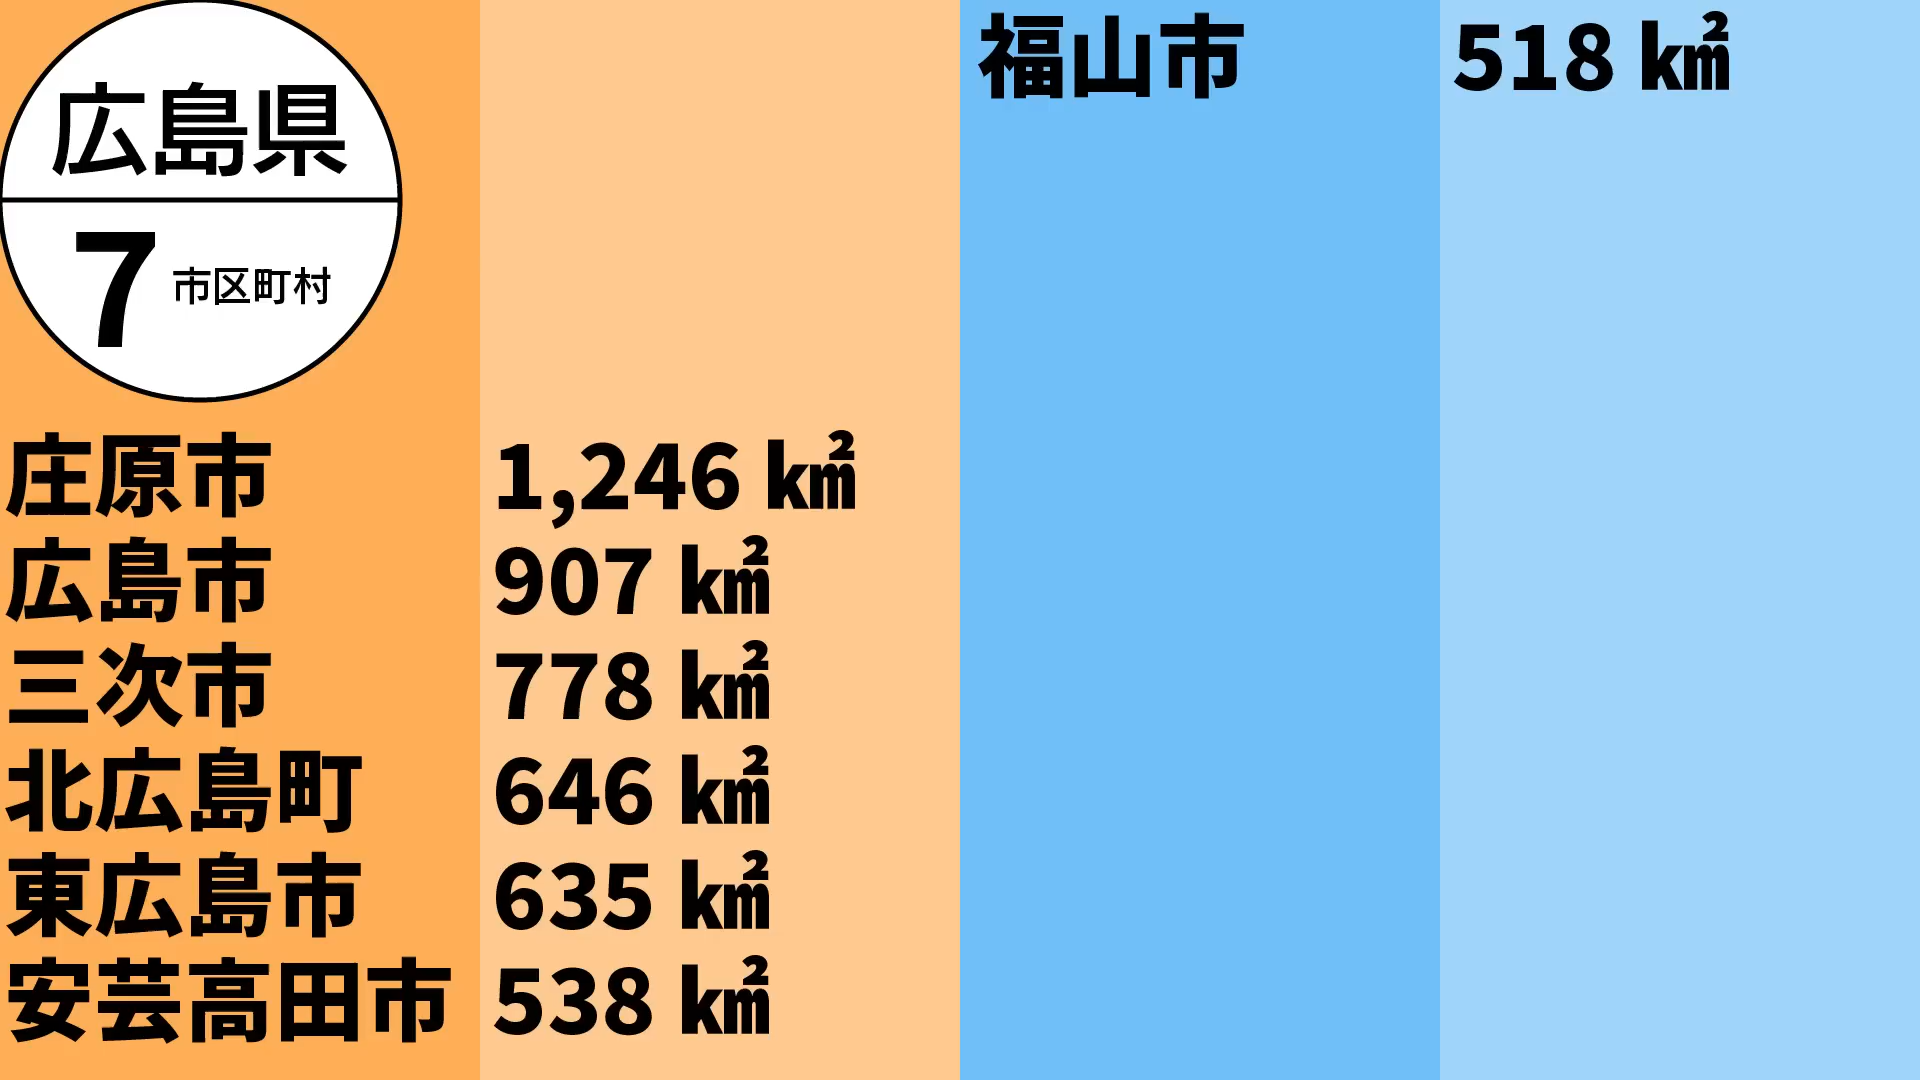 広島県
7 市区町村
庄原市 1,246 ㎢
広島市 907 ㎢
三次市 778 ㎢
北広島町 646 ㎢
東広島市 635 ㎢
安芸高田市 538 ㎢
福山市 518 ㎢